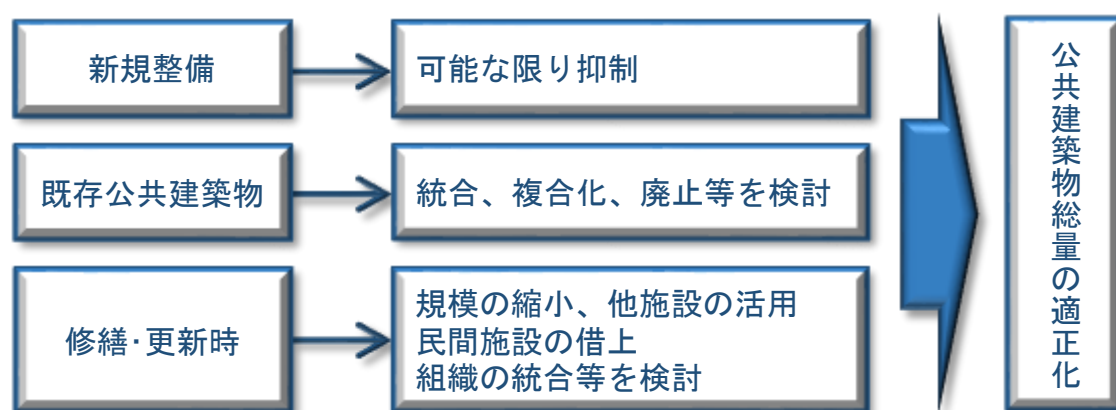 新規整備
可能な限り抑制
既存公共建築物
統合、複合化、廃止等を検討
修繕・更新時
規模の縮小、他施設の活用
民間施設の借上
組織の統合等を検討
公共建築物総量の適正化